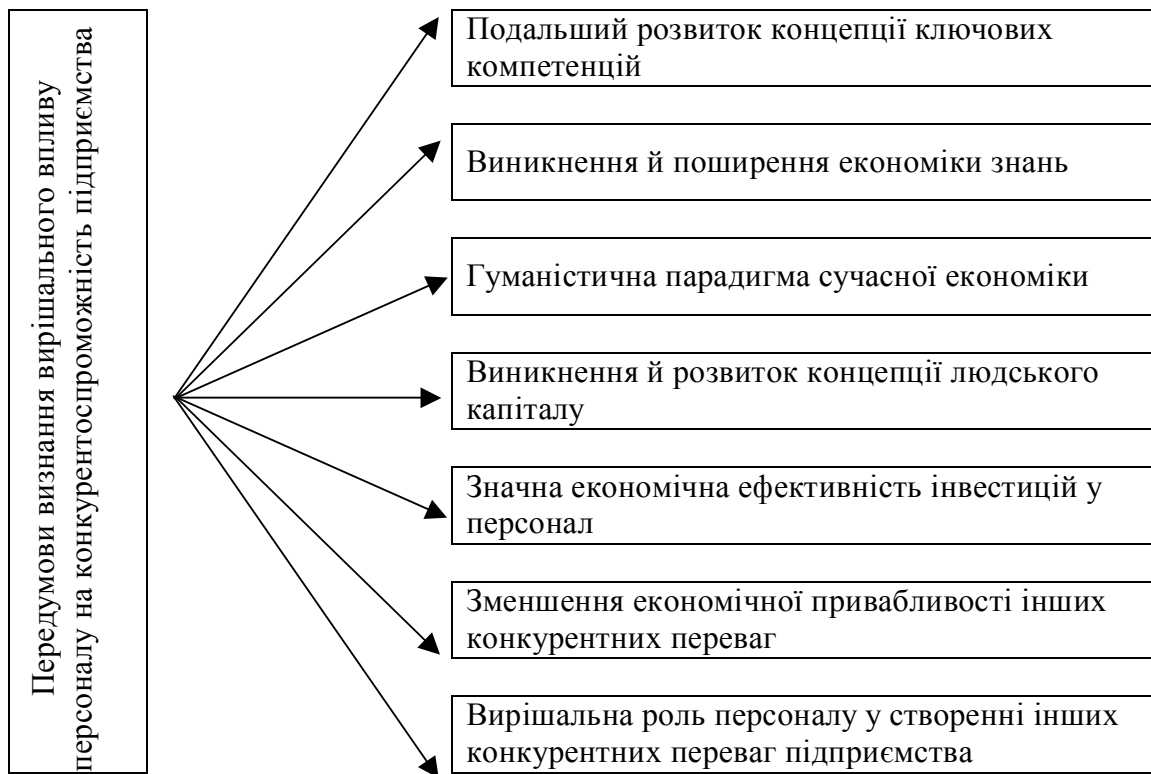 Передумови визнання вирішального впливу
персоналу на конкурентоспроможність підприємства
Подальший розвиток концепції ключових
компетенцій
Виникнення й поширення економіки знань
Гуманістична парадигма сучасної економіки
Виникнення й розвиток концепції людського
капіталу
Значна економічна ефективність інвестицій у
персонал
Зменшення економічної привабливості інших
конкурентних переваг
Вирішальна роль персоналу у створенні інших
конкурентних переваг підприємства